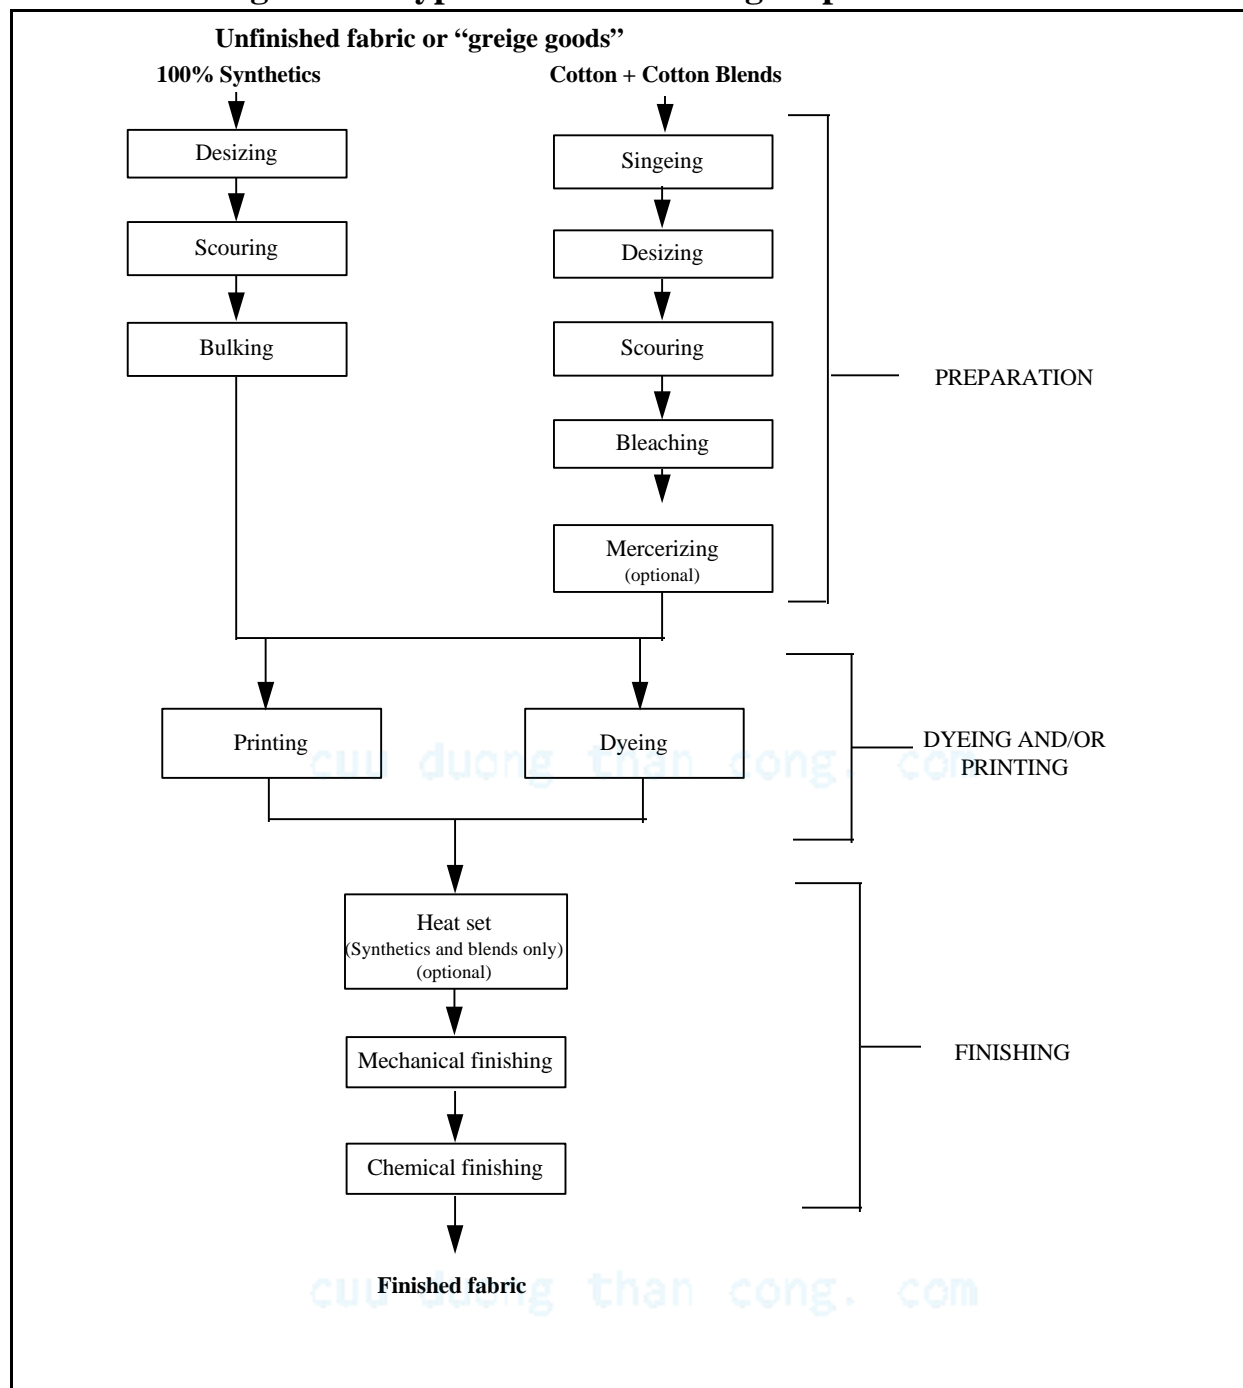 Unfinished fabric or “greige goods”
100% Synthetics
Cotton + Cotton Blends
Desizing
Scouring
Bulking
Singeing
Desizing
Scouring
Bleaching
Mercerizing
(optional)
PREPARATION
Printing
Dyeing
DYEING AND/OR
PRINTING
cuu duong than cong. com
Heat set
(Synthetics and blends only)
(optional)
Mechanical finishing
Chemical finishing
FINISHING
Finished fabric
cuu duong than cong. com